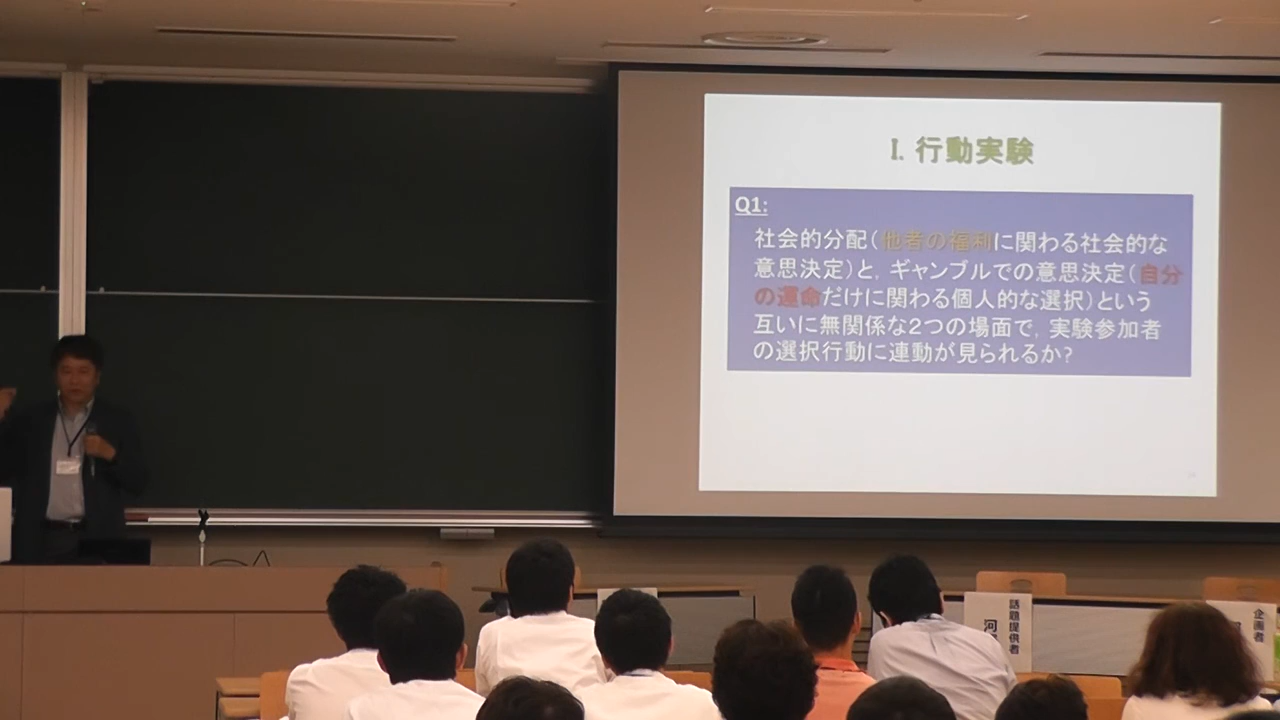 I. 行動実験
Q1:
社会的分配(他者の福利に関わる社会的な
意思決定)と, ギャンブルでの意思決定(自分
の運命だけに関わる個人的な選択)という
互いに無関係な2つの場面で, 実験参加者
の選択行動に連動が見られるか?
話題提供者
河
企画者